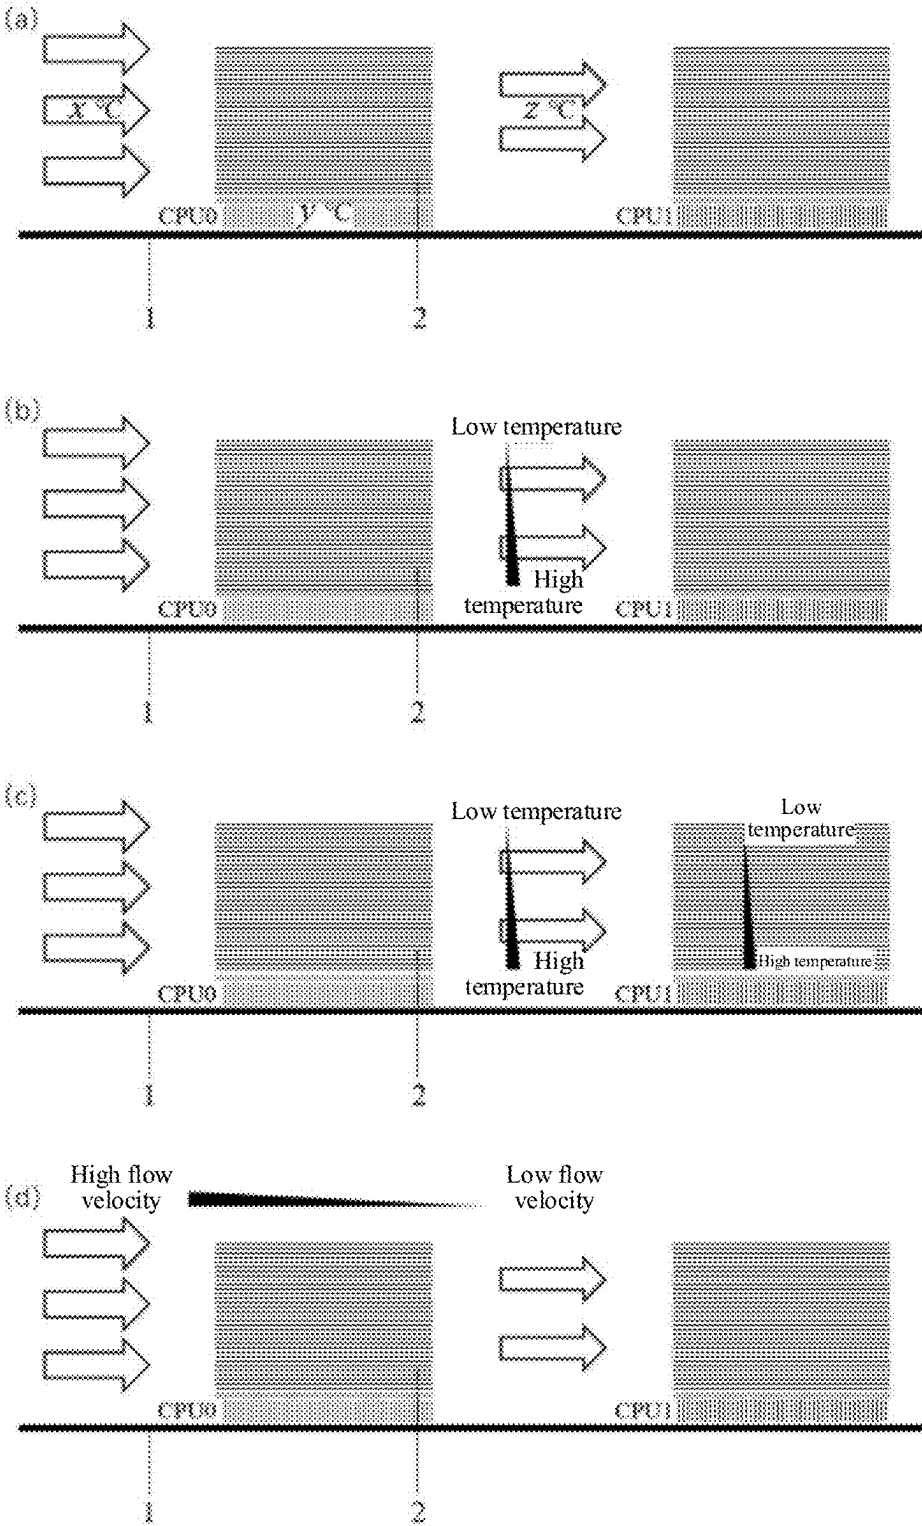 (a)
x °C
z °C
CPU0
y °C
CPU1
1
2
(b)
Low temperature
High
temperature
CPU0
CPU1
1
2
(c)
Low temperature
Low
temperature
High
temperature
High temperature
CPU0
CPU1
1
2
(d)
High flow
velocity
Low flow
velocity
CPU0
CPU1
1
2